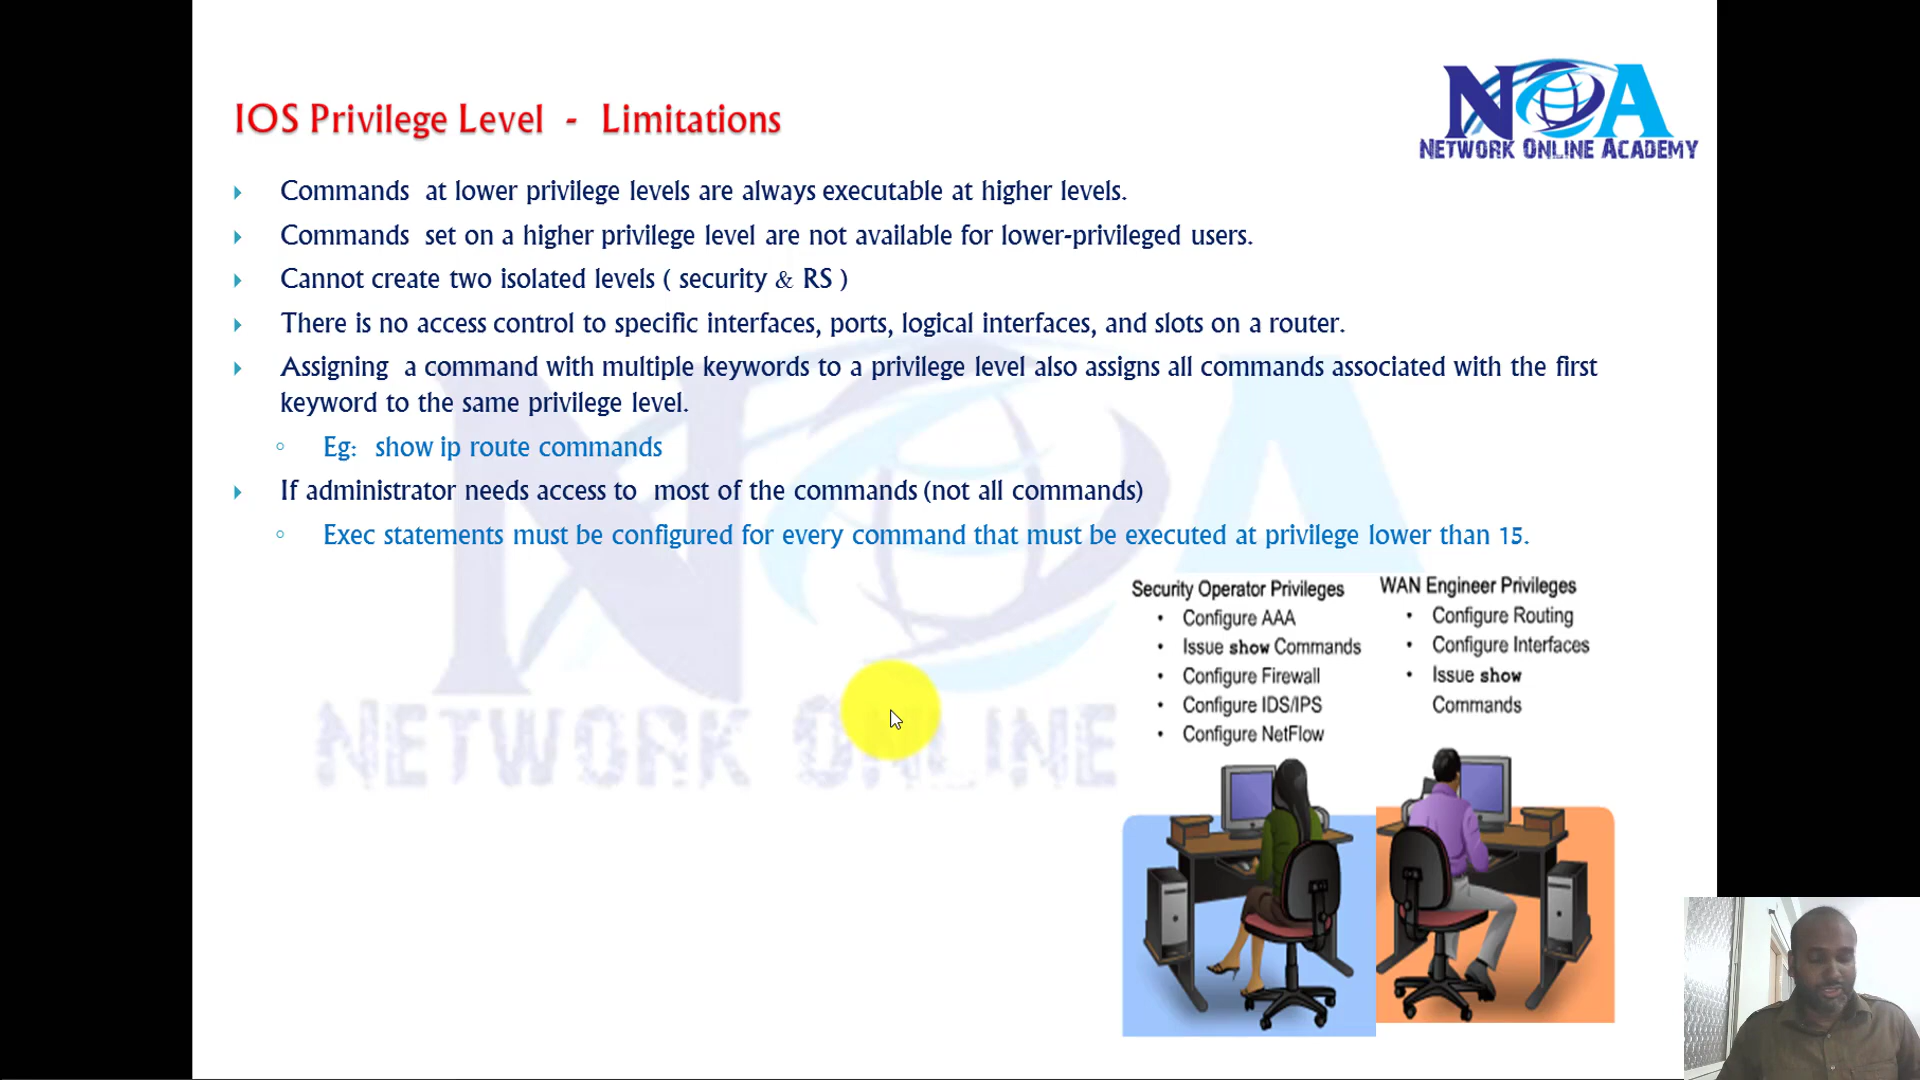 NOA
NETWORK ONLINE ACADEMY
IOS Privilege Level - Limitations
Commands at lower privilege levels are always executable at higher levels.
Commands set on a higher privilege level are not available for lower-privileged users.
Cannot create two isolated levels ( security & RS )
There is no access control to specific interfaces, ports, logical interfaces, and slots on a router.
Assigning a command with multiple keywords to a privilege level also assigns all commands associated with the first
keyword to the same privilege level.
Eg: show ip route commands
If administrator needs access to most of the commands (not all commands)
Exec statements must be configured for every command that must be executed at privilege lower than 15.
Security Operator Privileges
• Configure AAA
• Issue show Commands
• Configure Firewall
• Configure IDS/IPS
• Configure NetFlow
WAN Engineer Privileges
• Configure Routing
• Configure Interfaces
• Issue show
Commands
NOA
NETWORK ONLINE